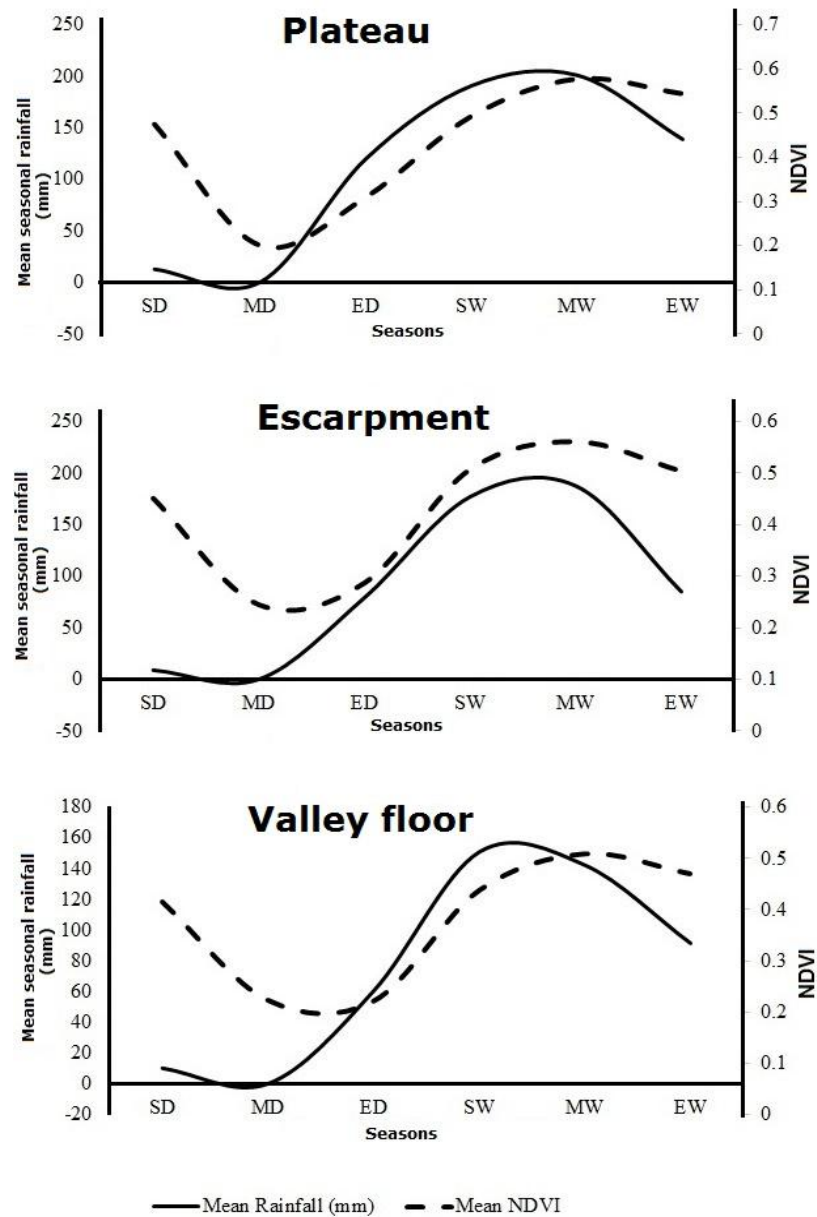 Plateau
250
200
150
100
50
0
-50
Mean seasonal rainfall
(mm)
0.7
0.6
0.5
0.4
0.3
0.2
0.1
0
NDVI
SD MD ED SW MW EW
Seasons
Escarpment
250
200
150
100
50
0
-50
Mean seasonal rainfall
(mm)
0.6
0.5
0.4
0.3
0.2
0.1
0
NDVI
SD MD ED SW MW EW
Seasons
Valley floor
180
160
140
120
100
80
60
40
20
0
-20
Mean seasonal rainfall
(mm)
0.6
0.5
0.4
0.3
0.2
0.1
0
NDVI
SD MD ED SW MW EW
Seasons
Mean Rainfall (mm) Mean NDVI